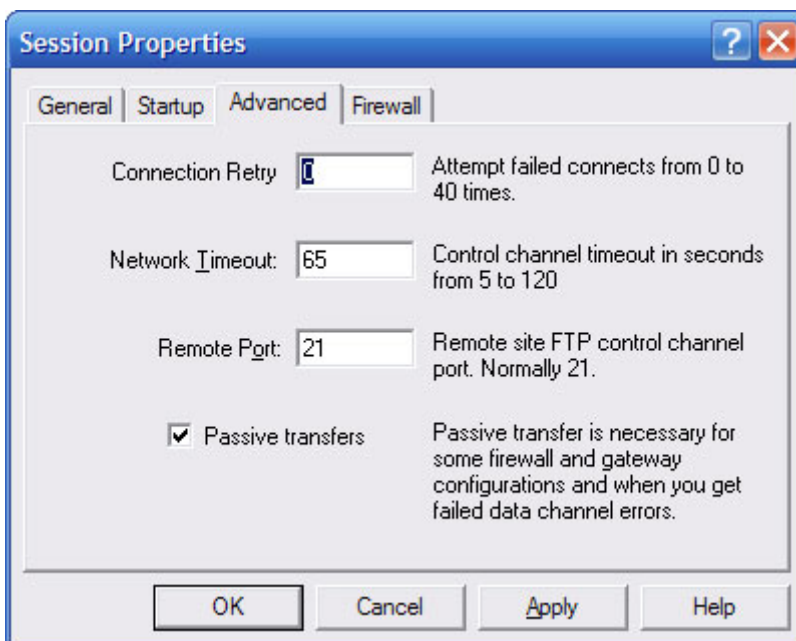 Session Properties
General Startup Advanced Firewall
Connection Retry 0 Attempt failed connects from 0 to
40 times.
Network Timeout: 65 Control channel timeout in seconds
from 5 to 120
Remote Port: 21 Remote site FTP control channel
port. Normally 21.
Passive transfers Passive transfer is necessary for
some firewall and gateway
configurations and when you get
failed data channel errors.
OK Cancel Apply Help